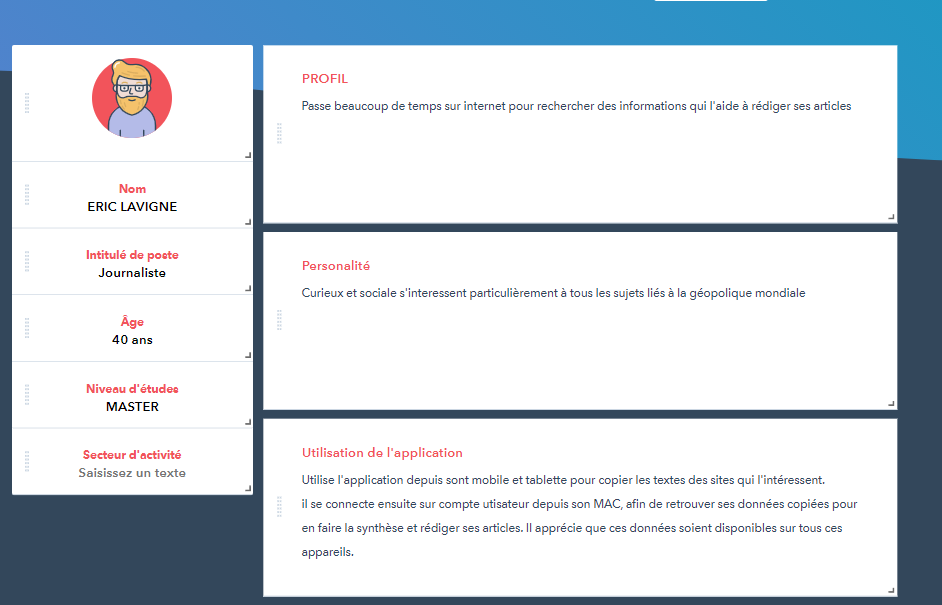 Nom
ERIC LAVIGNE
Intitulé de poste
Journaliste
Âge
40 ans
Niveau d'études
MASTER
Secteur d'activité
Saisissez un texte
PROFIL
Passe beaucoup de temps sur internet pour rechercher des informations qui l'aide à rédiger ses articles
Personalité
Curieux et sociale s'interessent particulièrement à tous les sujets liés à la géopolique mondiale
Utilisation de l'application
Utilise l'application depuis sont mobile et tablette pour copier les textes des sites qui l'intéressent.
il se connecte ensuite sur compte utisateur depuis son MAC, afin de retrouver ses données copiées pour
en faire la synthèse et rédiger ses articles. Il apprécie que ces données soient disponibles sur tous ces
appareils.